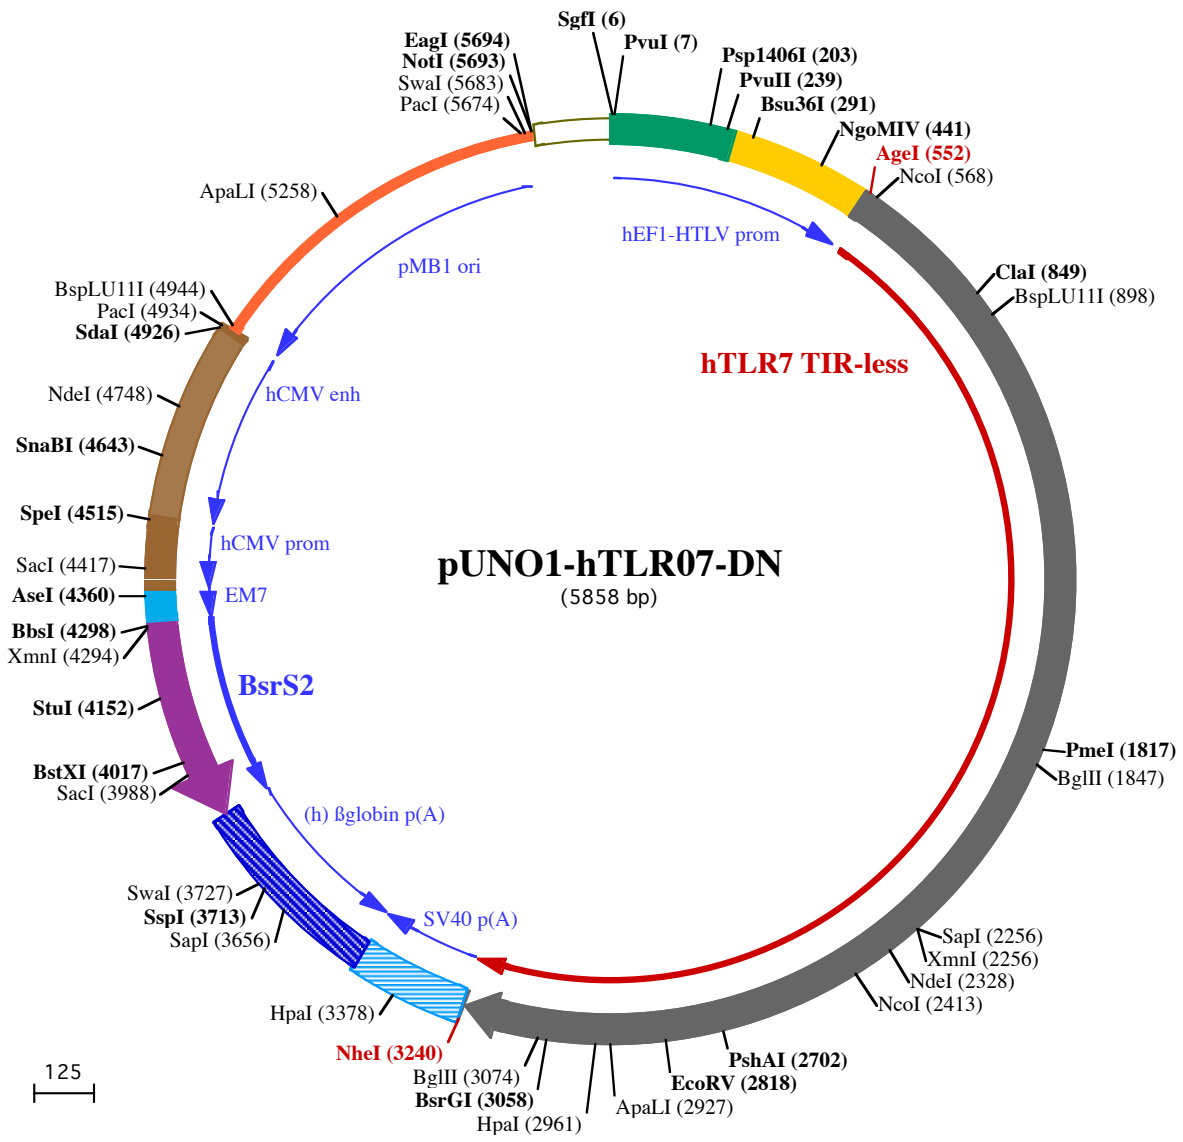 SgfI (6)
PvuI (7)
Psp1406I (203)
PvuII (239)
Bsu36I (291)
NgoMIV (441)
AgeI (552)
NcoI (568)
ClaI (849)
BspLU11I (898)
PmeI (1817)
BglII (1847)
SapI (2256)
XmnI (2256)
NdeI (2328)
NcoI (2413)
PshAI (2702)
EcoRV (2818)
ApaLI (2927)
HpaI (2961)
BsrGI (3058)
BglII (3074)
NheI (3240)
HpaI (3378)
SapI (3656)
SspI (3713)
SwaI (3727)
SacI (3988)
BstXI (4017)
StuI (4152)
XmnI (4294)
BbsI (4298)
AseI (4360)
SacI (4417)
SpeI (4515)
SnaBI (4643)
NdeI (4748)
SdaI (4926)
PacI (4934)
BspLU11I (4944)
ApaLI (5258)
PacI (5674)
SwaI (5683)
NotI (5693)
EagI (5694)
hEF1-HTLV prom
hTLR7 TIR-less
SV40 p(A)
(h) ßglobin p(A)
BsrS2
EM7
hCMV prom
hCMV enh
pMB1 ori
pUNO1-hTLR07-DN
(5858 bp)
125